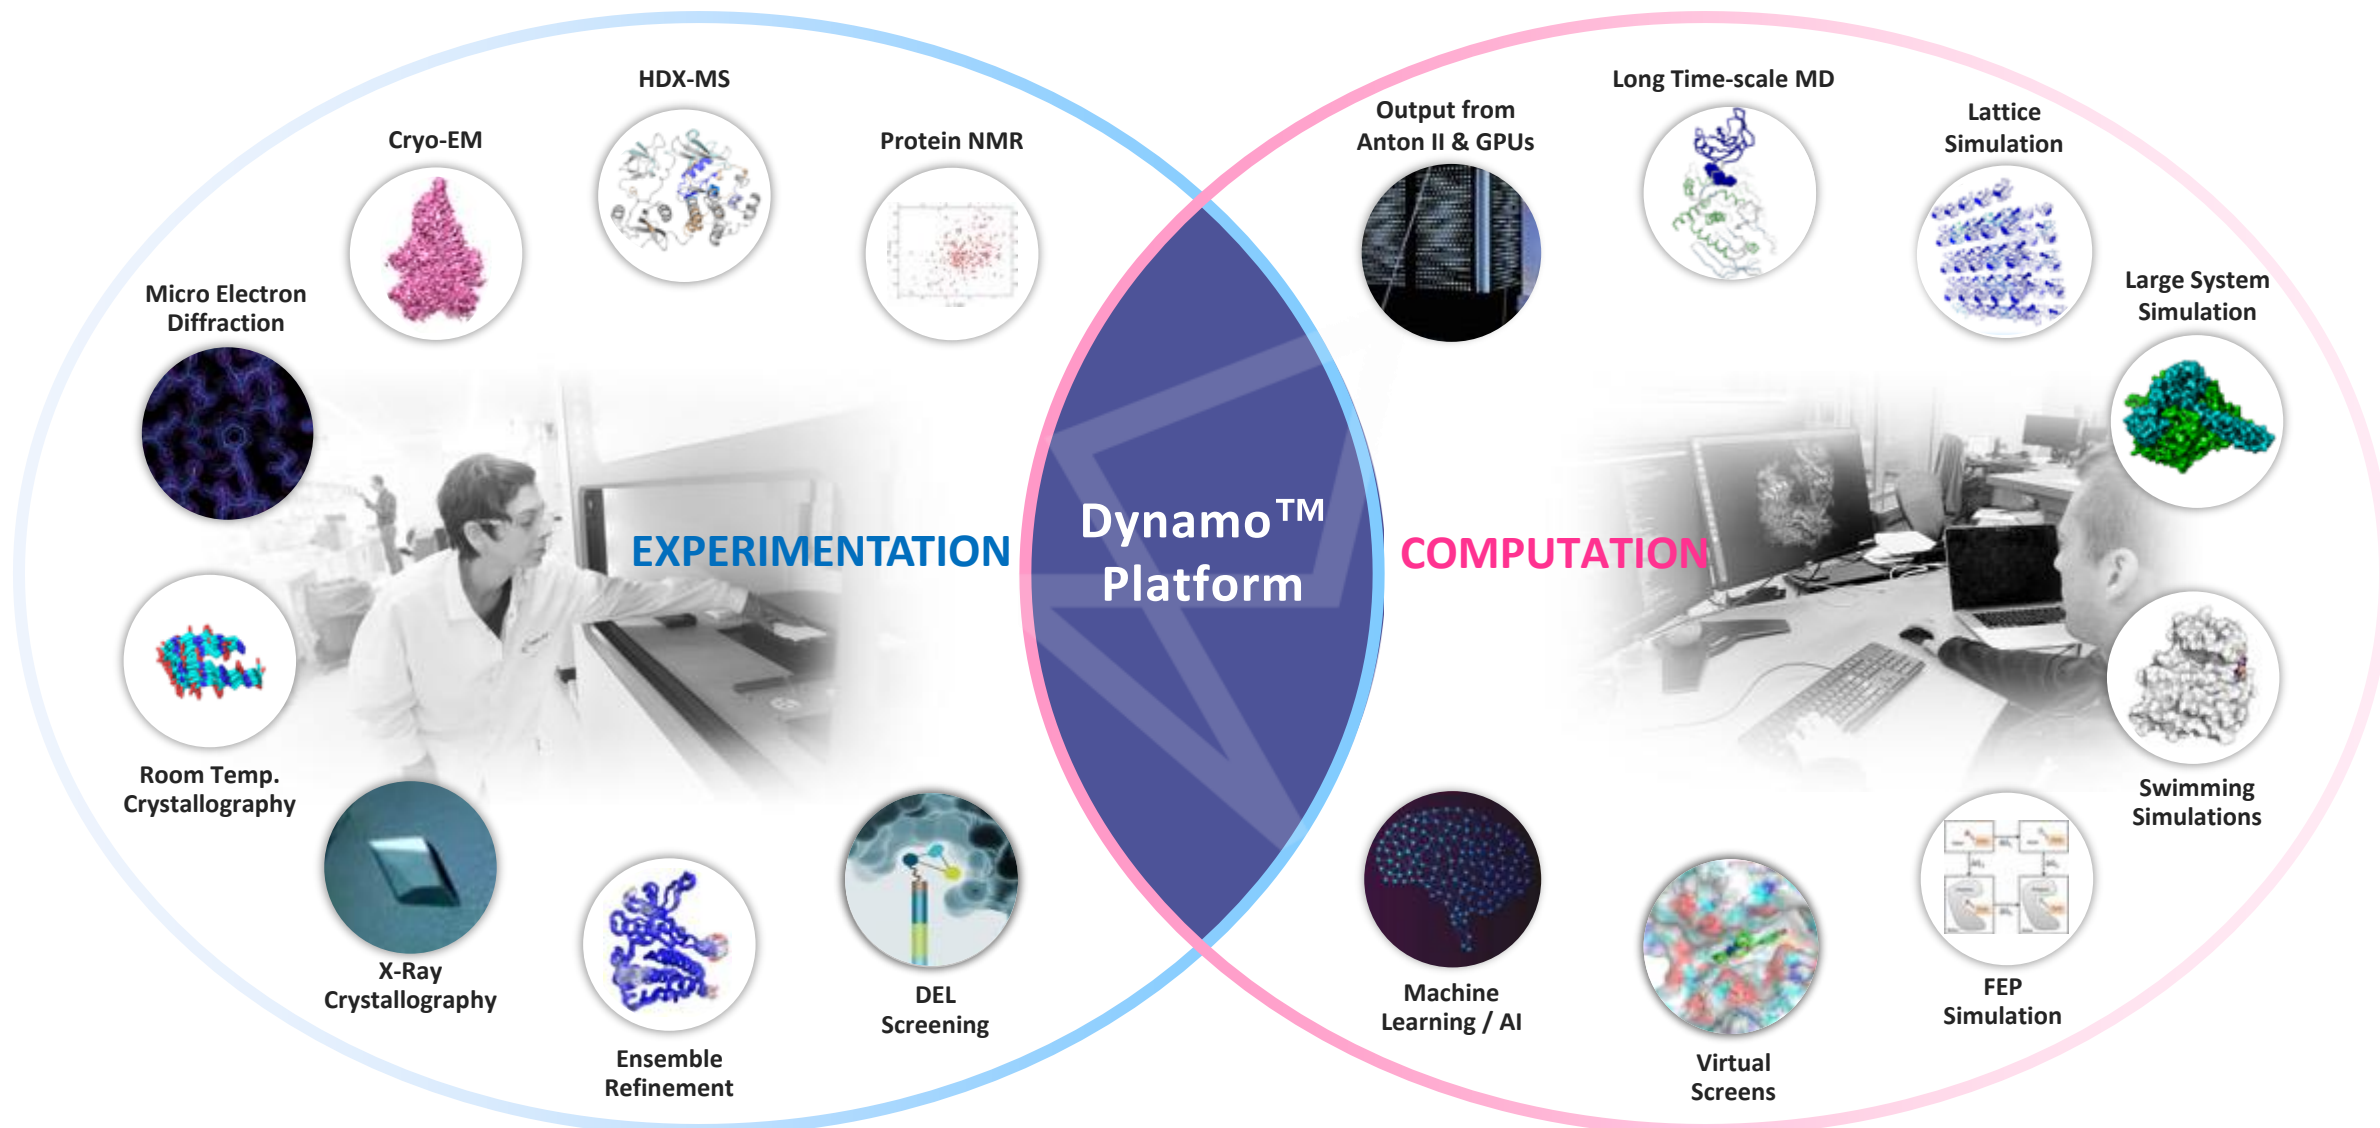 HDX-MS
Cryo-EM
Protein NMR
Micro Electron
Diffraction
EXPERIMENTATION
Room Temp.
Crystallography
X-Ray
Crystallography
Ensemble
Refinement
DEL
Screening
Dynamo™
Platform
Output from
Anton II & GPUs
Long Time-scale MD
Lattice
Simulation
Large System
Simulation
COMPUTATION
Swimming
Simulations
FEP
Simulation
Virtual
Screens
Machine
Learning / AI